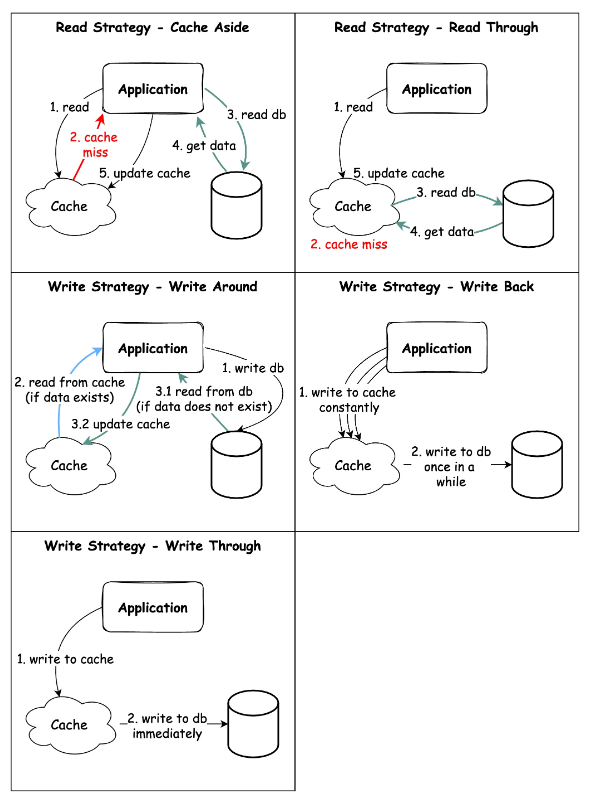 Read Strategy - Cache Aside
Application
1. read
2. cache
miss
3. read db
4. get data
5. update cache
Cache
Read Strategy - Read Through
Application
1. read
5. update cache
Cache
3. read db
4. get data
2. cache miss
Write Strategy - Write Around
Application
1. write db
2. read from cache
(if data exists)
3.1 read from db
(if data does not exist)
3.2 update cache
Cache
Write Strategy - Write Back
Application
1. write to cache
constantly
Cache
2. write to db
once in a
while
Write Strategy - Write Through
Application
1. write to cache
Cache
2. write to db
immediately